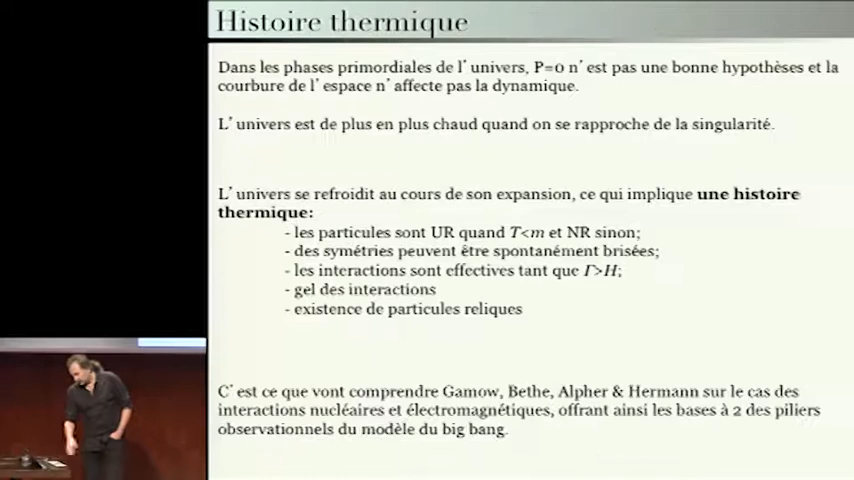 Histoire thermique
Dans les phases primordiales de l'univers, P=0 n'est pas une bonne hypothèses et la
courbure de l'espace n'affecte pas la dynamique.
L'univers est de plus en plus chaud quand on se rapproche de la singularité.
L'univers se refroidit au cours de son expansion, ce qui implique une histoire
thermique:
- les particules sont UR quand T<m et NR sinon;
- des symétries peuvent être spontanément brisées;
- les interactions sont effectives tant que Γ>H;
- gel des interactions
- existence de particules reliques
C'est ce que vont comprendre Gamow, Bethe, Alpher & Hermann sur le cas des
interactions nucléaires et électromagnétiques, offrant ainsi les bases à 2 des piliers
observationnels du modèle du big bang.